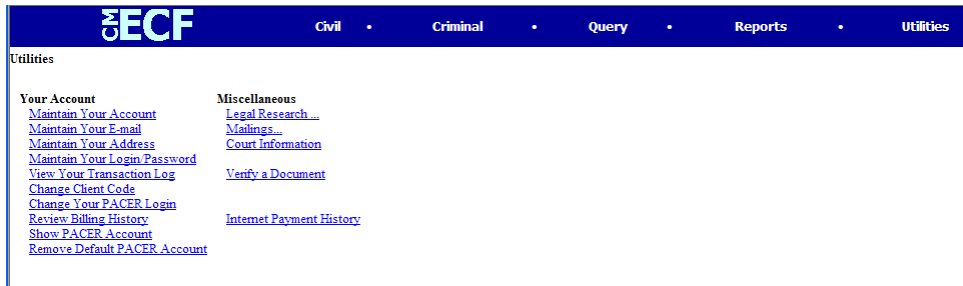 CM ECF Civil • Criminal • Query • Reports • Utilities
Utilities
Your Account Miscellaneous
Maintain Your Account Legal Research ...
Maintain Your E-mail Mailings...
Maintain Your Address Court Information
Maintain Your Login/Password
View Your Transaction Log Verify a Document
Change Client Code
Change Your PACER Login
Review Billing History Internet Payment History
Show PACER Account
Remove Default PACER Account